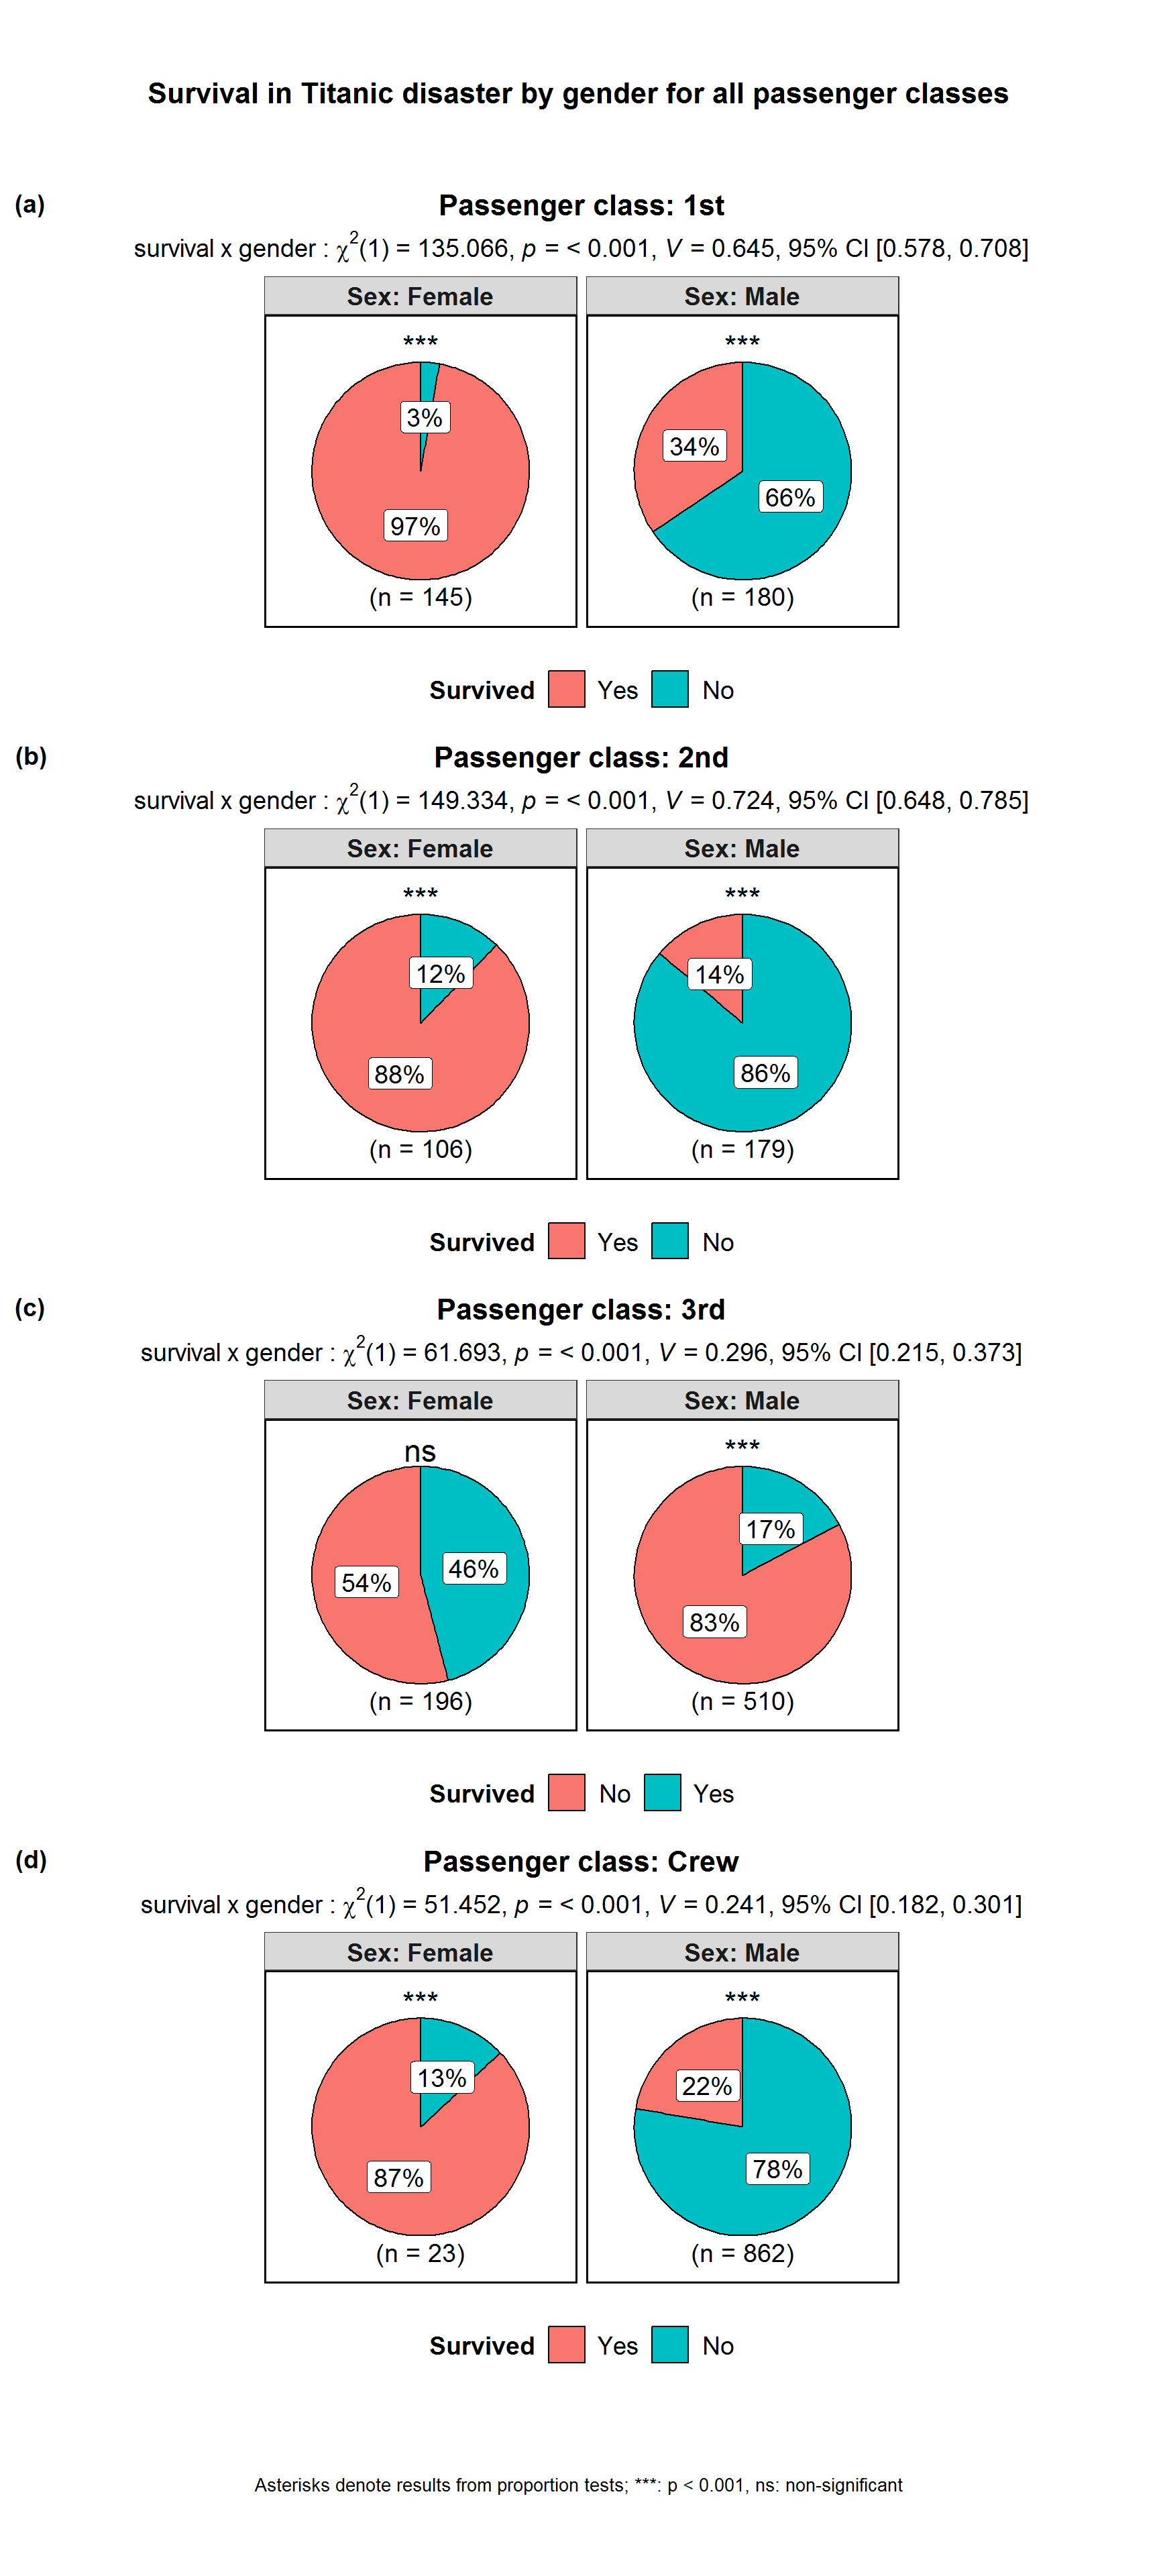 Survival in Titanic disaster by gender for all passenger classes
(a)
Passenger class: 1st
survival x gender : χ²(1) = 135.066, p = < 0.001, V = 0.645, 95% CI [0.578, 0.708]
Sex: Female Sex: Male
*** ***
3%
34%
66%
97%
(n = 145) (n = 180)
Survived Yes No
(b)
Passenger class: 2nd
survival x gender : χ²(1) = 149.334, p = < 0.001, V = 0.724, 95% CI [0.648, 0.785]
Sex: Female Sex: Male
*** ***
12% 14%
88% 86%
(n = 106) (n = 179)
Survived Yes No
(c)
Passenger class: 3rd
survival x gender : χ²(1) = 61.693, p = < 0.001, V = 0.296, 95% CI [0.215, 0.373]
Sex: Female Sex: Male
ns ***
17%
54% 46%
83%
(n = 196) (n = 510)
Survived No Yes
(d)
Passenger class: Crew
survival x gender : χ²(1) = 51.452, p = < 0.001, V = 0.241, 95% CI [0.182, 0.301]
Sex: Female Sex: Male
*** ***
13% 22%
87% 78%
(n = 23) (n = 862)
Survived Yes No
Asterisks denote results from proportion tests; ***: p < 0.001, ns: non-significant